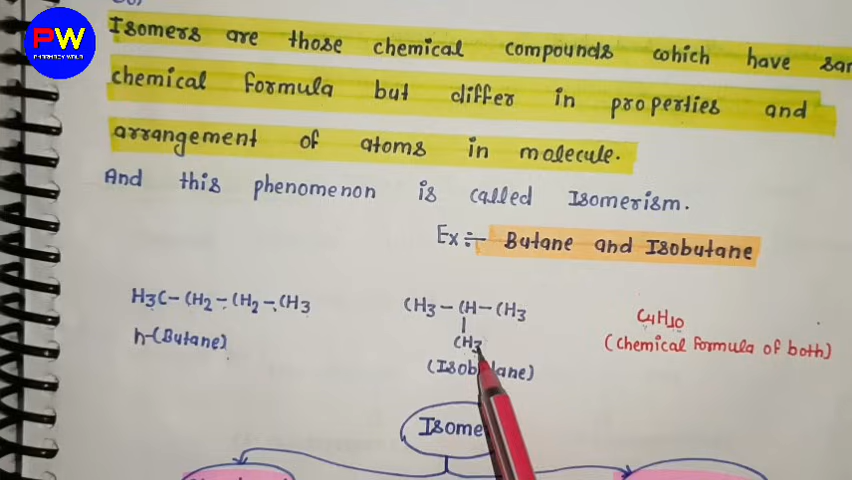 PW
PHARMACY WORLD
Isomers are those chemical compounds which have
chemical formula but differ in properties and
arrangement of atoms in molecule.
And this phenomenon is called Isomerism.
Ex:- Butane and Isobutane
H3C-CH2-CH2-CH3
CH3-CH-CH3
C4H10
CH3
n-(Butane)
(Chemical formula of both)